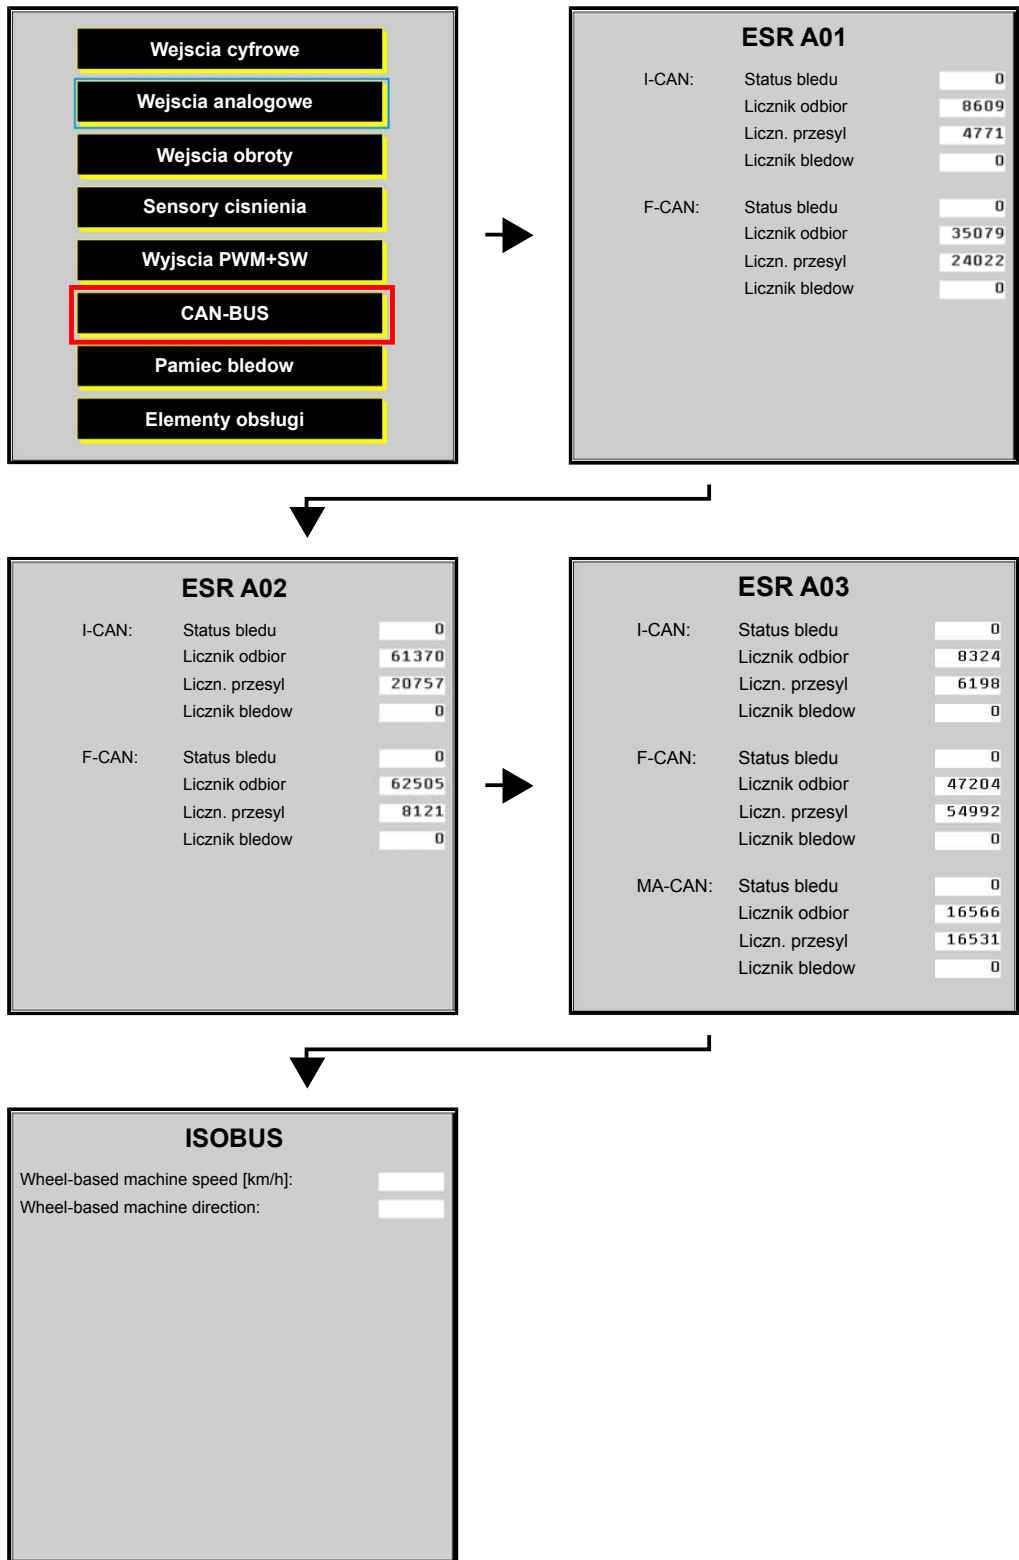 Wejscia cyfrowe
Wejscia analogowe
Wejscia obroty
Sensory cisnienia
Wyjscia PWM+SW
CAN-BUS
Pamiec bledow
Elementy obsługi
ESR A01
I-CAN: Status bledu 0
Licznik odbior 8609
Liczn. przesyl 4771
Licznik bledow 0
F-CAN: Status bledu 0
Licznik odbior 35079
Liczn. przesyl 24022
Licznik bledow 0
ESR A02
I-CAN: Status bledu 0
Licznik odbior 61370
Liczn. przesyl 20757
Licznik bledow 0
F-CAN: Status bledu 0
Licznik odbior 62505
Liczn. przesyl 8121
Licznik bledow 0
ESR A03
I-CAN: Status bledu 0
Licznik odbior 8324
Liczn. przesyl 6198
Licznik bledow 0
F-CAN: Status bledu 0
Licznik odbior 47204
Liczn. przesyl 54992
Licznik bledow 0
MA-CAN: Status bledu 0
Licznik odbior 16566
Liczn. przesyl 16531
Licznik bledow 0
ISOBUS
Wheel-based machine speed [km/h]:
Wheel-based machine direction: